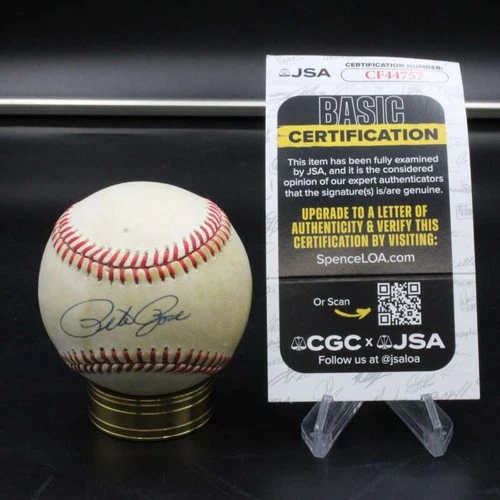 JSA
CERTIFICATION NUMBER:
CF44757
BASIC
CERTIFICATION
This item has been fully examined
by JSA, and it is the considered
opinion of our expert authenticators
that the signature(s) is/are genuine.
UPGRADE TO A LETTER OF
AUTHENTICITY & VERIFY THIS
CERTIFICATION BY VISITING:
SpenceLOA.com
Or Scan
CGC x JSA
Follow us at @jsaloa
Pete Rose